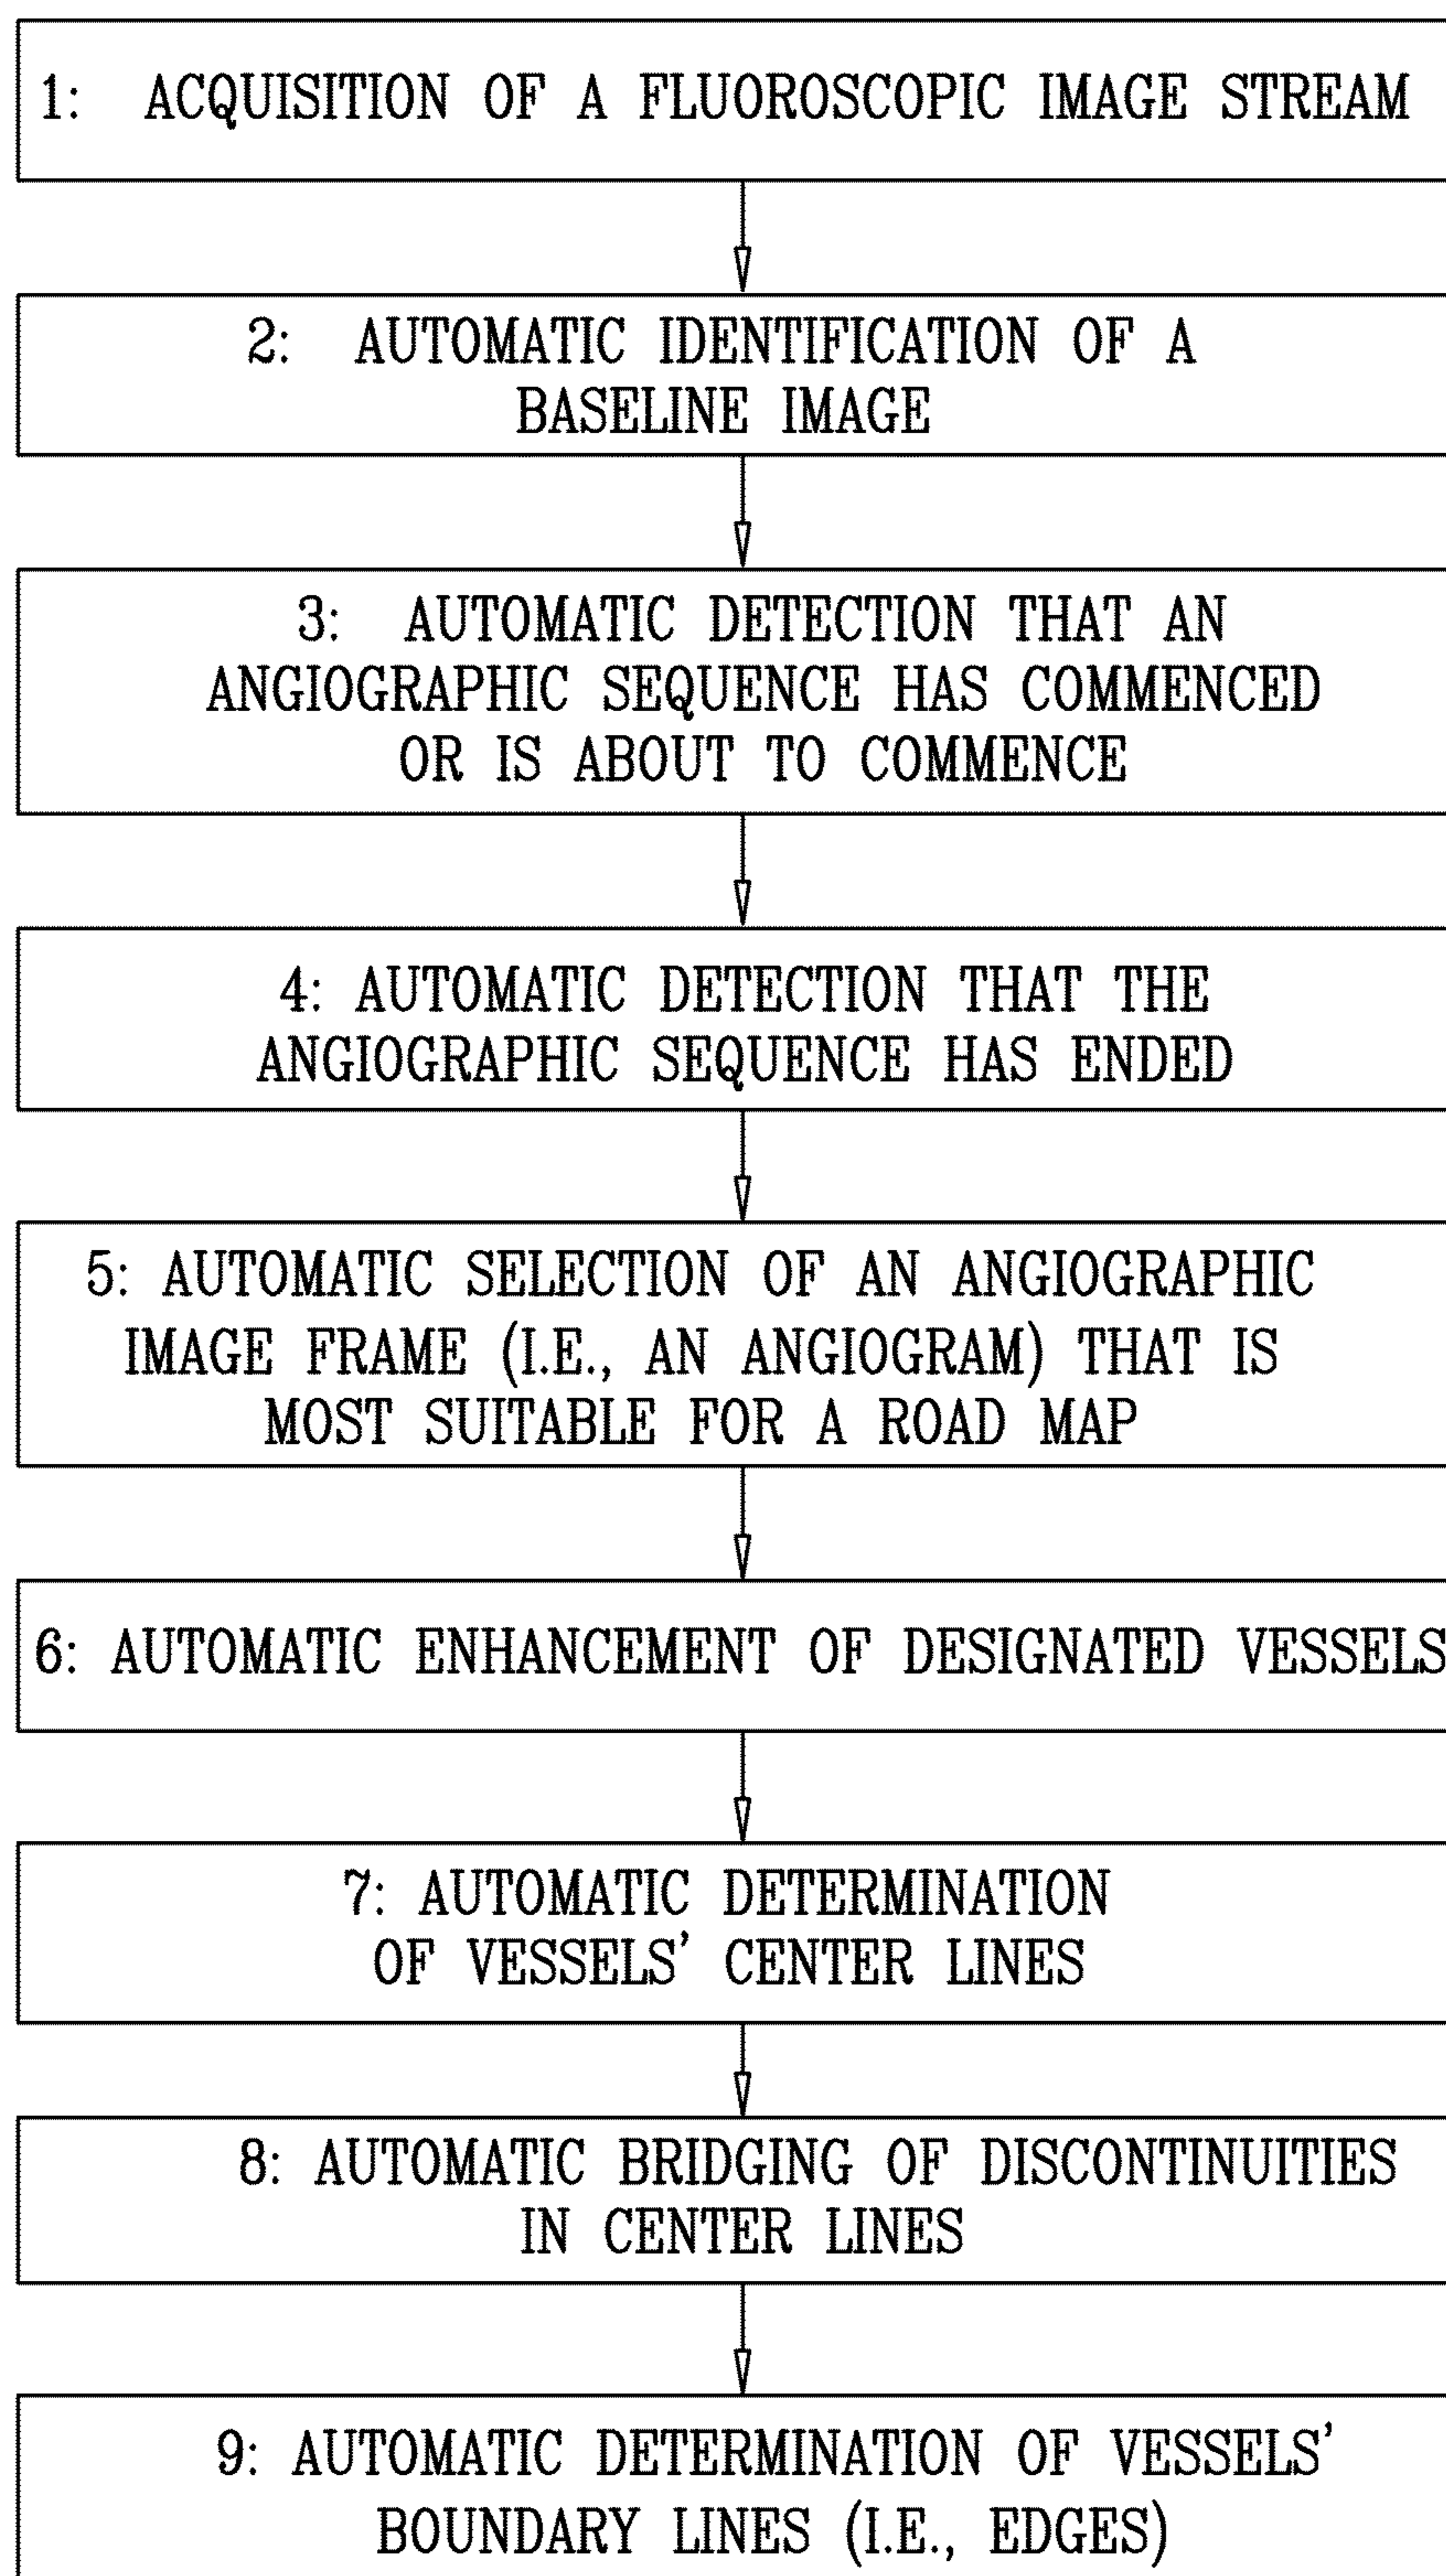 1: ACQUISITION OF A FLUOROSCOPIC IMAGE STREAM
2: AUTOMATIC IDENTIFICATION OF A
BASELINE IMAGE
3: AUTOMATIC DETECTION THAT AN
ANGIOGRAPHIC SEQUENCE HAS COMMENCED
OR IS ABOUT TO COMMENCE
4: AUTOMATIC DETECTION THAT THE
ANGIOGRAPHIC SEQUENCE HAS ENDED
5: AUTOMATIC SELECTION OF AN ANGIOGRAPHIC
IMAGE FRAME (I.E., AN ANGIOGRAM) THAT IS
MOST SUITABLE FOR A ROAD MAP
6: AUTOMATIC ENHANCEMENT OF DESIGNATED VESSELS
7: AUTOMATIC DETERMINATION
OF VESSELS' CENTER LINES
8: AUTOMATIC BRIDGING OF DISCONTINUITIES
IN CENTER LINES
9: AUTOMATIC DETERMINATION OF VESSELS'
BOUNDARY LINES (I.E., EDGES)